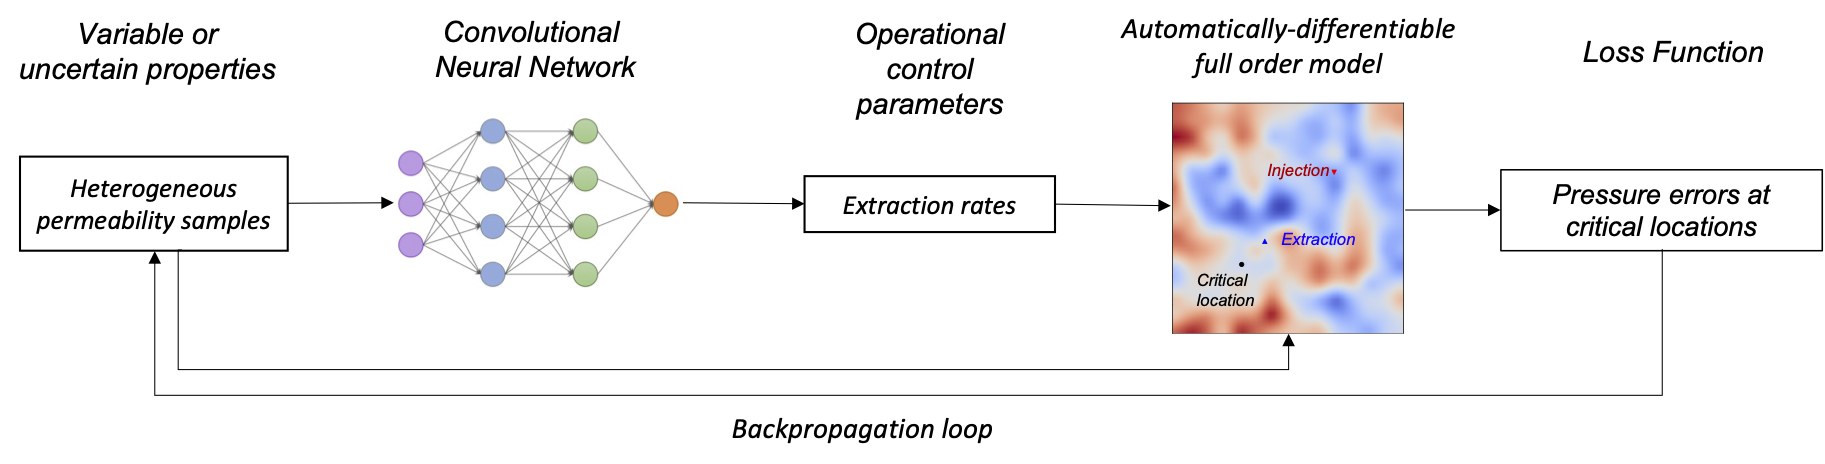 Variable or
uncertain properties
Convolutional
Neural Network
Operational
control
parameters
Automatically-differentiable
full order model
Loss Function
Heterogeneous
permeability samples
Extraction rates
Injection
Extraction
Critical
location
Pressure errors at
critical locations
Backpropagation loop